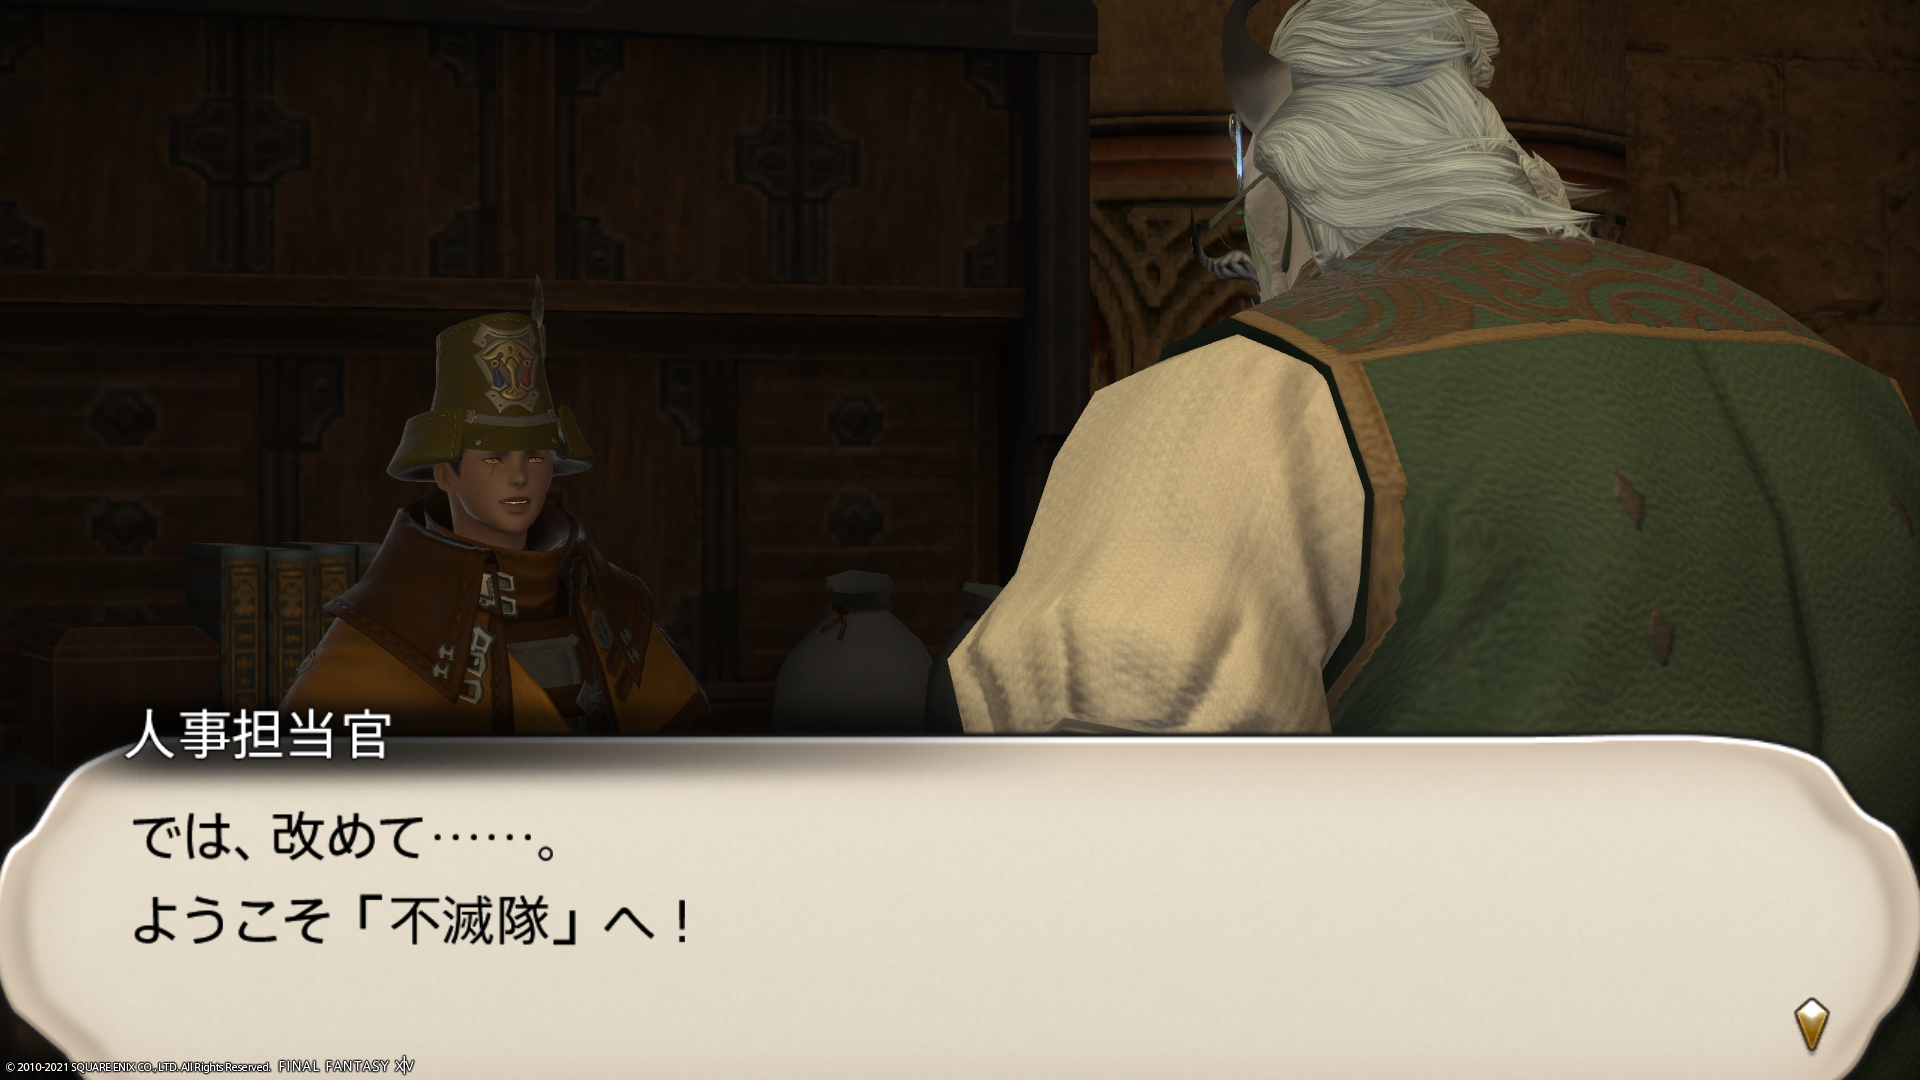 人事担当官
では、改めて……。
ようこそ「不滅隊」へ！
© 2010-2021 SQUARE ENIX CO., LTD. All Rights Reserved. FINAL FANTASY XIV